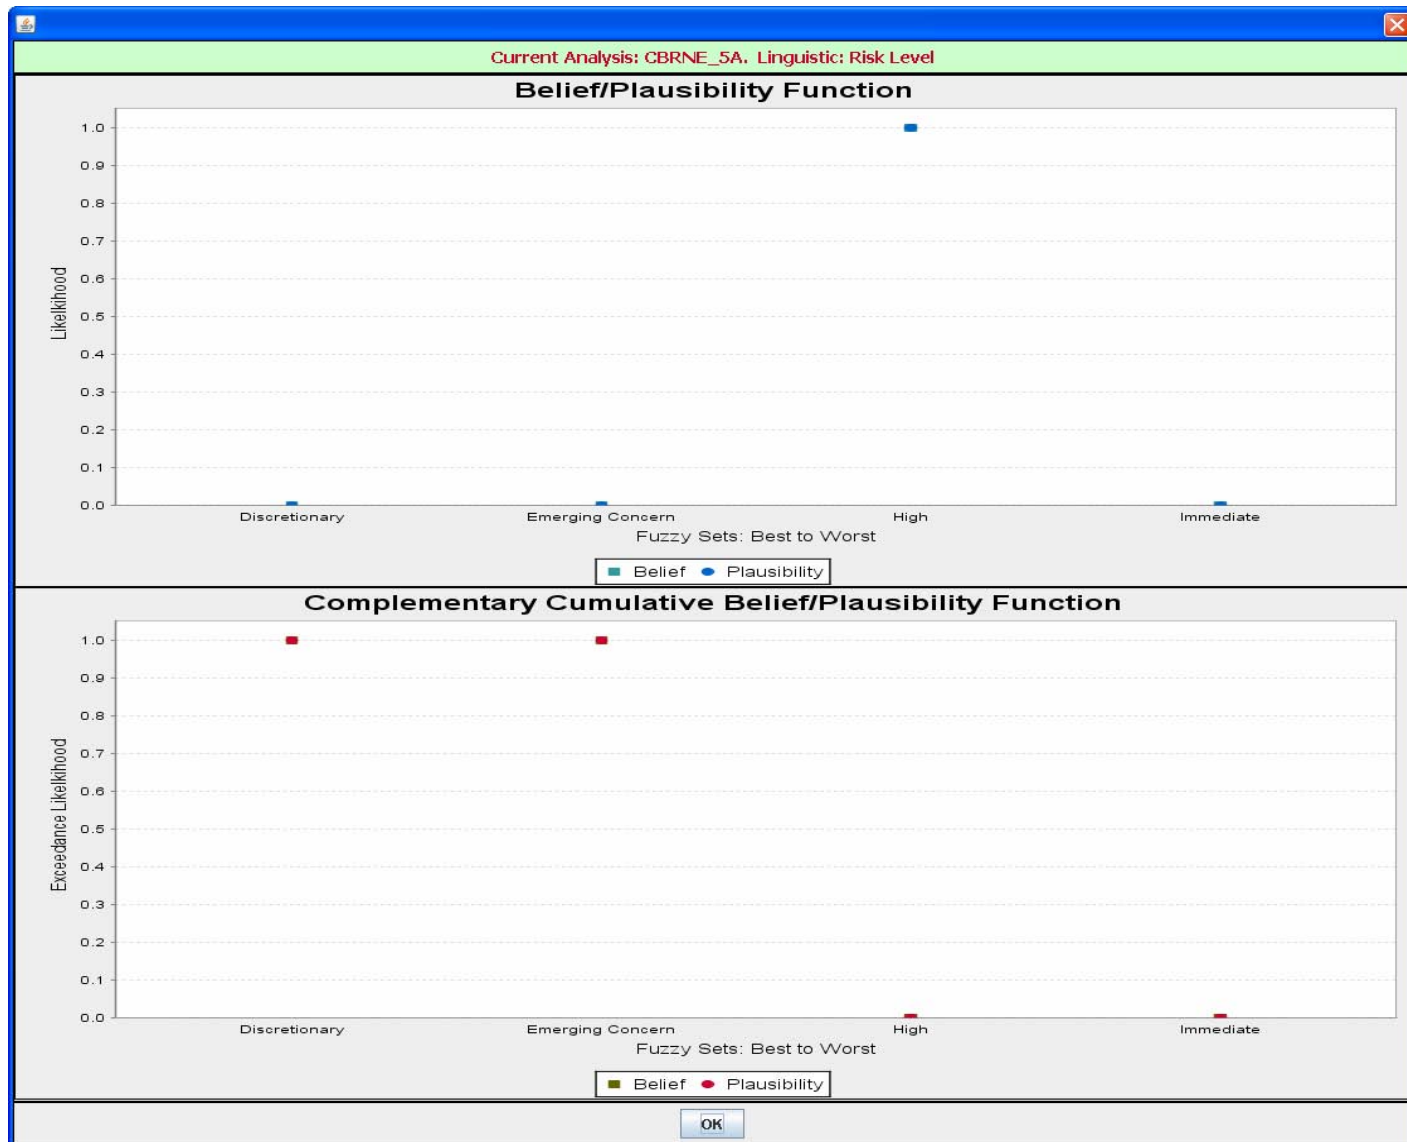 Current Analysis: CBRNE_5A. Linguistic: Risk Level
Belief/Plausibility Function
1.0
0.9
0.8
0.7
0.6
0.5
0.4
0.3
0.2
0.1
0.0
Likelkihood
Discretionary Emerging Concern High Immediate
Fuzzy Sets: Best to Worst
Belief Plausibility
Complementary Cumulative Belief/Plausibility Function
1.0
0.9
0.8
0.7
0.6
0.5
0.4
0.3
0.2
0.1
0.0
Exceedance Likelkihood
Discretionary Emerging Concern High Immediate
Fuzzy Sets: Best to Worst
Belief Plausibility
OK